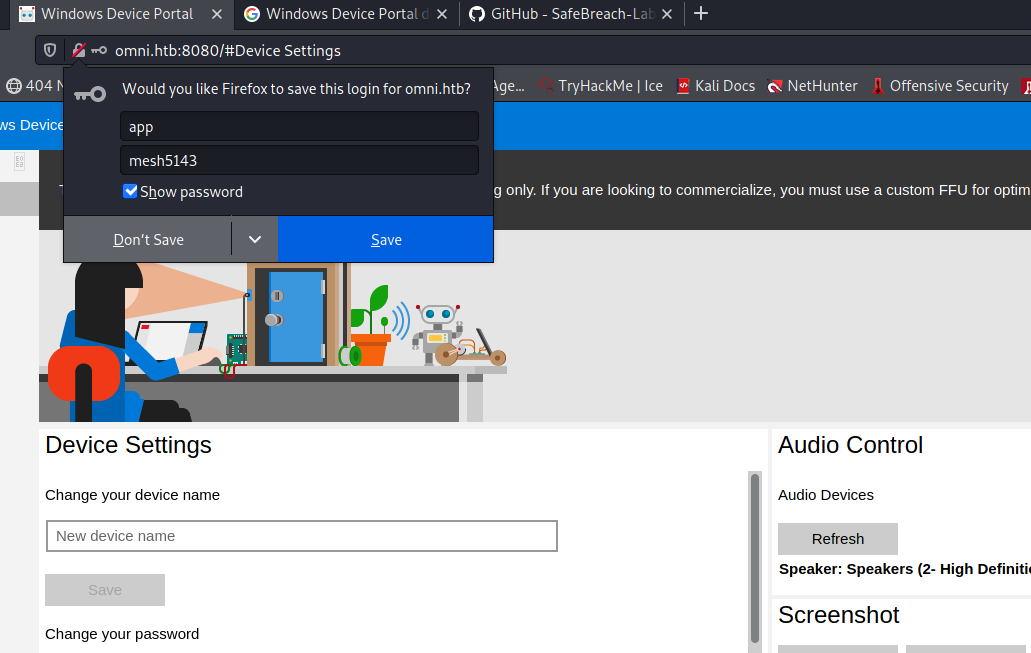 Windows Device Portal
Windows Device Portal d
GitHub - SafeBreach-Lab
omni.htb:8080/#Device Settings
404 N
Age...
TryHackMe | Ice
Kali Docs
NetHunter
Offensive Security
ws Device
Would you like Firefox to save this login for omni.htb?
app
mesh5143
Show password
Don't Save
Save
g only. If you are looking to commercialize, you must use a custom FFU for optim
Device Settings
Change your device name
New device name
Save
Change your password
Audio Control
Audio Devices
Refresh
Speaker: Speakers (2- High Definitio
Screenshot